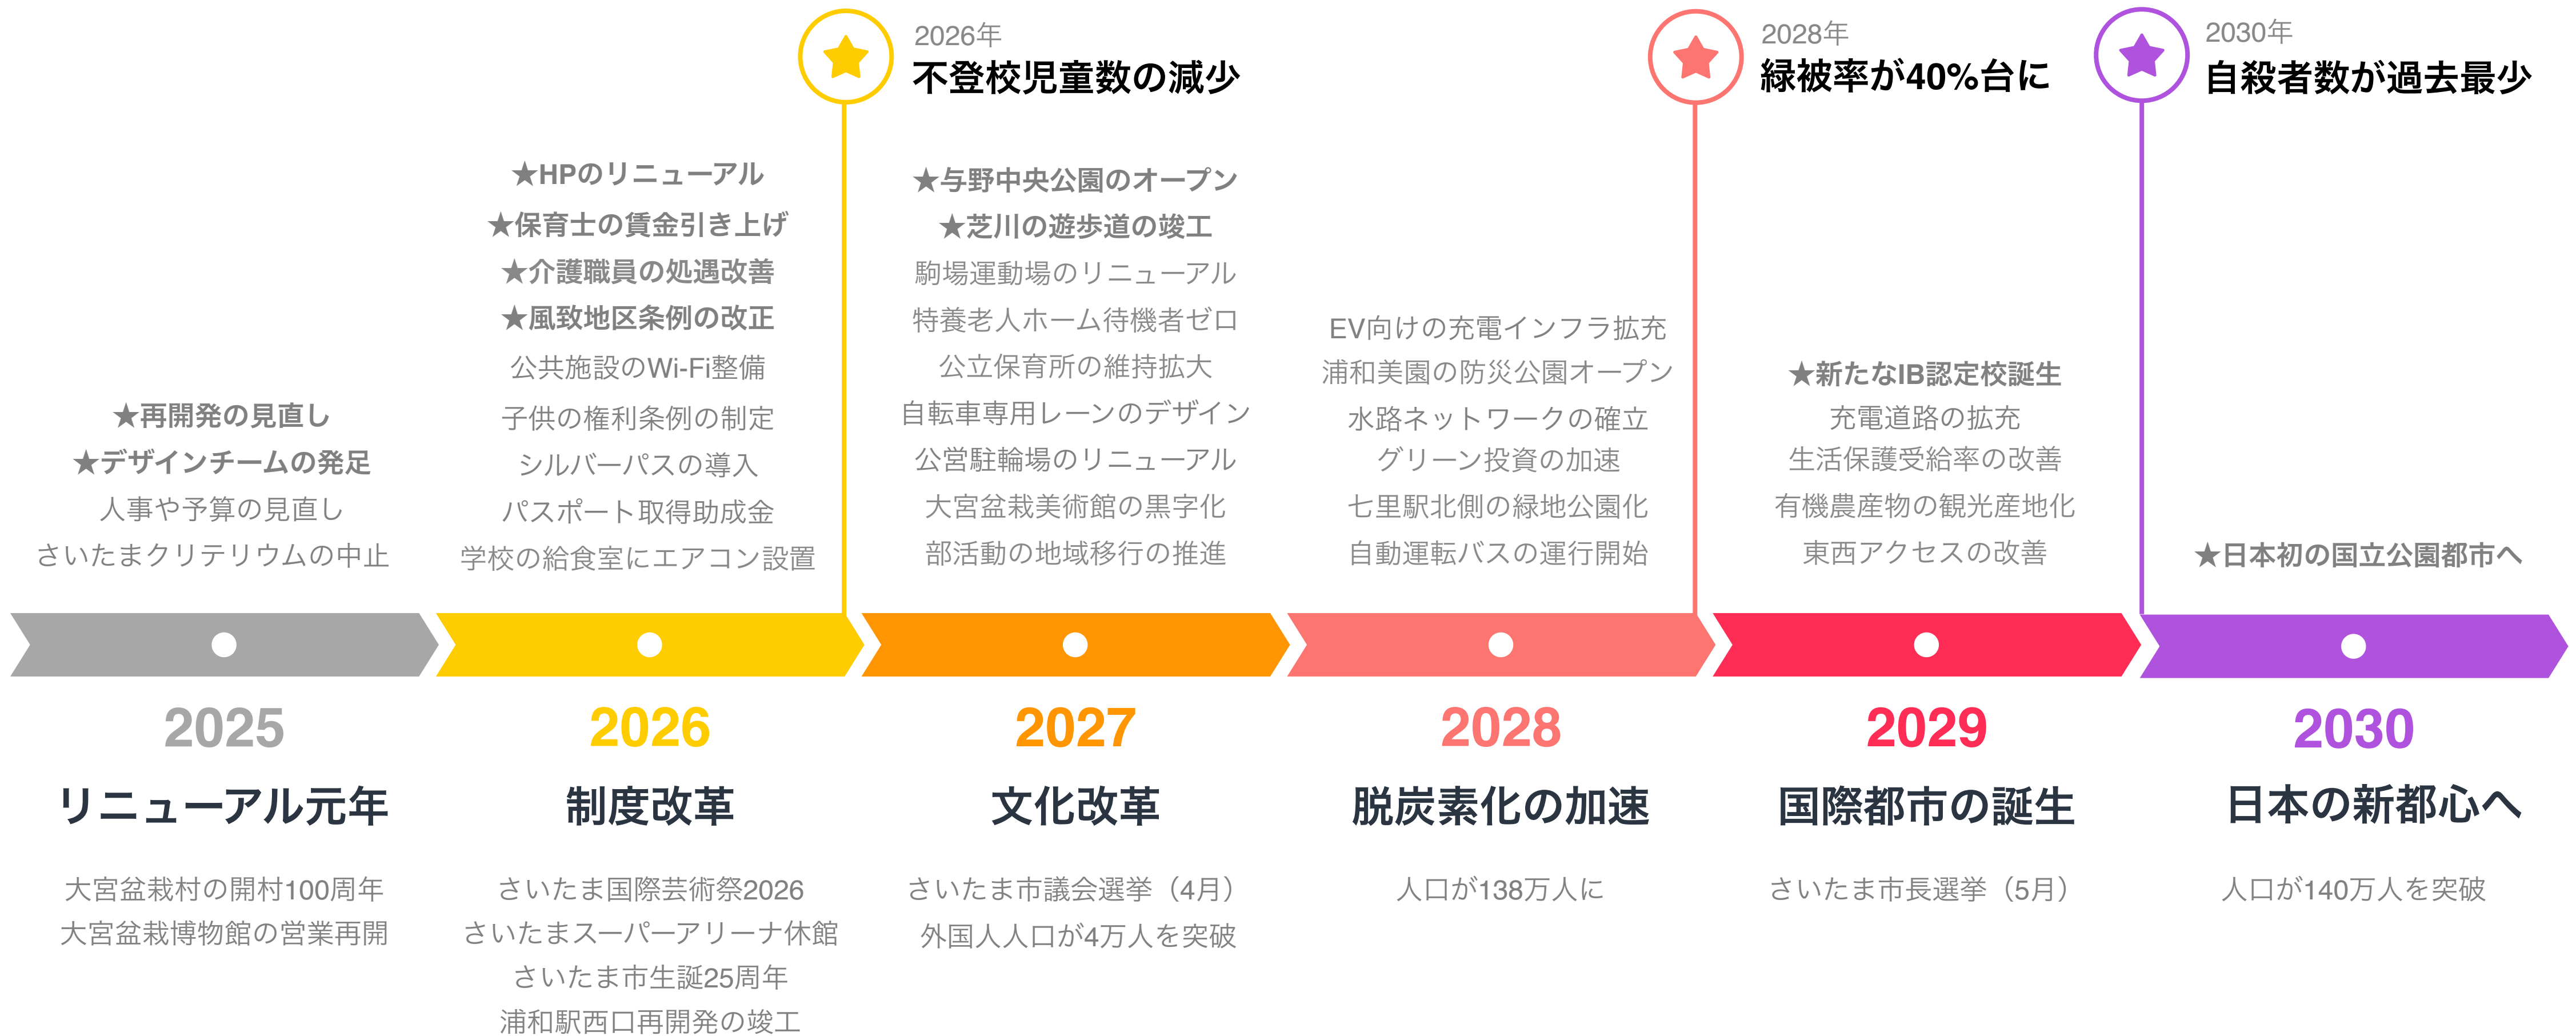 2026年
不登校児童数の減少
2028年
緑被率が40%台に
2030年
自殺者数が過去最少
★再開発の見直し
★デザインチームの発足
人事や予算の見直し
さいたまクリテリウムの中止
★HPのリニューアル
★保育士の賃金引き上げ
★介護職員の処遇改善
★風致地区条例の改正
公共施設のWi-Fi整備
子供の権利条例の制定
シルバーパスの導入
パスポート取得助成金
学校の給食室にエアコン設置
★与野中央公園のオープン
★芝川の遊歩道の竣工
駒場運動場のリニューアル
特養老人ホーム待機者ゼロ
公立保育所の維持拡大
自転車専用レーンのデザイン
公営駐輪場のリニューアル
大宮盆栽美術館の黒字化
部活動の地域移行の推進
EV向けの充電インフラ拡充
浦和美園の防災公園オープン
水路ネットワークの確立
グリーン投資の加速
七里駅北側の緑地公園化
自動運転バスの運行開始
★新たなIB認定校誕生
充電道路の拡充
生活保護受給率の改善
有機農産物の観光産地化
東西アクセスの改善
★日本初の国立公園都市へ
2025
リニューアル元年
大宮盆栽村の開村100周年
大宮盆栽博物館の営業再開
2026
制度改革
さいたま国際芸術祭2026
さいたまスーパーアリーナ休館
さいたま市生誕25周年
浦和駅西口再開発の竣工
2027
文化改革
さいたま市議会選挙（4月）
外国人人口が4万人を突破
2028
脱炭素化の加速
人口が138万人に
2029
国際都市の誕生
さいたま市長選挙（5月）
2030
日本の新都心へ
人口が140万人を突破